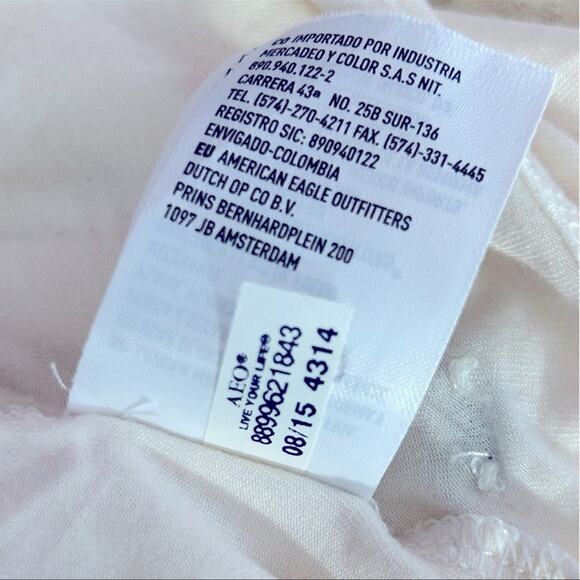 CO IMPORTADO POR INDUSTRIA
MERCADEO Y COLOR S.A.S NIT.
890.940.122-2
CARRERA 43a NO. 25B SUR-136
TEL. (574)-270-4211 FAX. (574)-331-4445
REGISTRO SIC: 890940122
ENVIGADO-COLOMBIA
EU AMERICAN EAGLE OUTFITTERS
DUTCH OP CO B.V.
PRINS BERNHARDPLEIN 200
1097 JB AMSTERDAM
AEO®
LIVE YOUR LIFE®
8899621843
08/15 4314